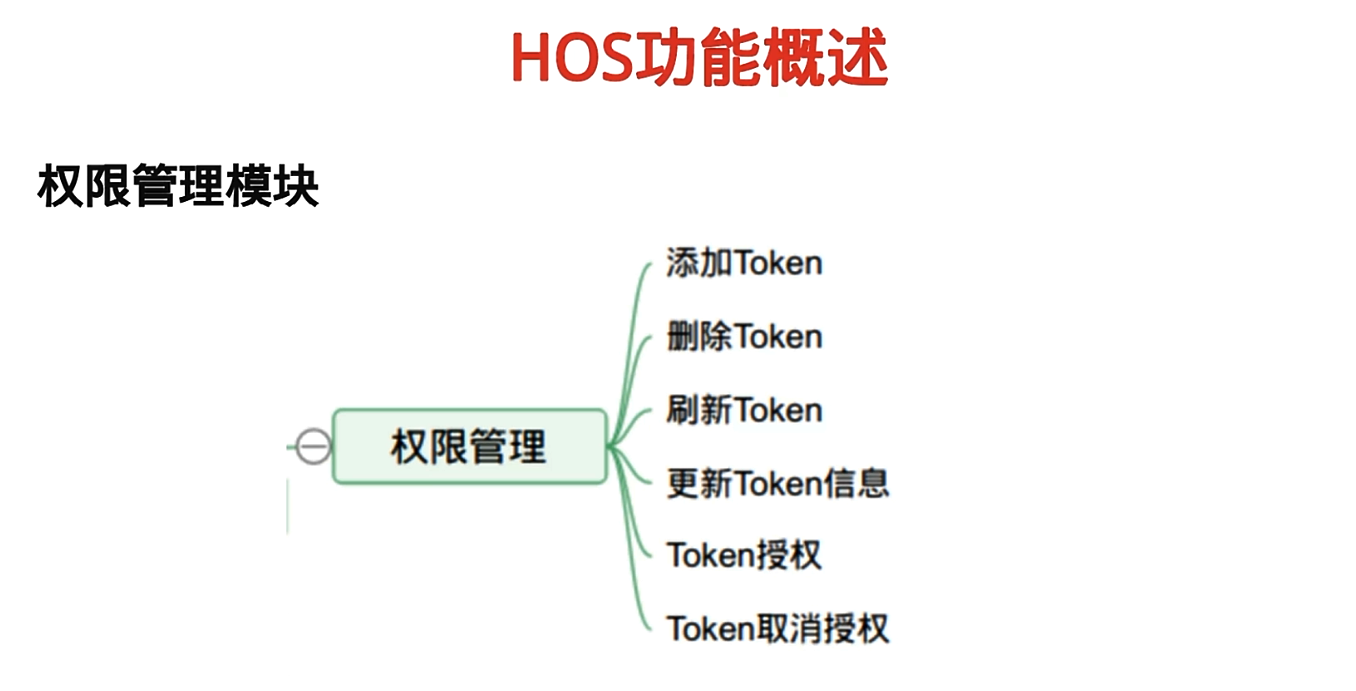 HOS功能概述
权限管理模块
添加Token
删除Token
刷新Token
权限管理
更新Token信息
Token授权
Token取消授权